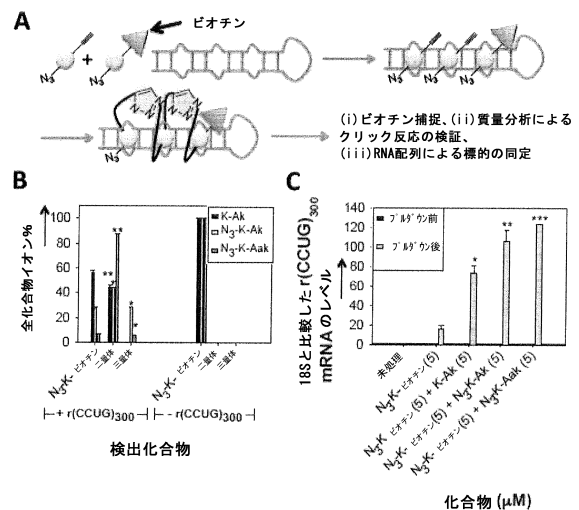 A
ビオチン
+
N3
N3
N3
N3
N3
N3
(i)ビオチン捕捉、(ii)質量分析による
クリック反応の検証、
(iii)RNA配列による標的の同定
B
全化合物イオン%
100
80
60
40
20
0
K-Ak
N3-K-Ak
N3-K-Aak
**
*
**
*
*
N3-K-ビオチン
二量体
三量体
N3-K-ビオチン
二量体
三量体
+ r(CCUG)300
- r(CCUG)300
検出化合物
C
18Sと比較した r(CCUG)300
mRNAのレベル
140
120
100
80
60
40
20
0
プルダウン前
プルダウン後
*
**
***
未処理
N3-K-ビオチン(5)
N3-K-ビオチン(5) + K-Ak (5)
N3-K-ビオチン(5) + N3-K-Ak (5)
N3-K-ビオチン(5) + N3-K-Aak (5)
化合物 (μM)